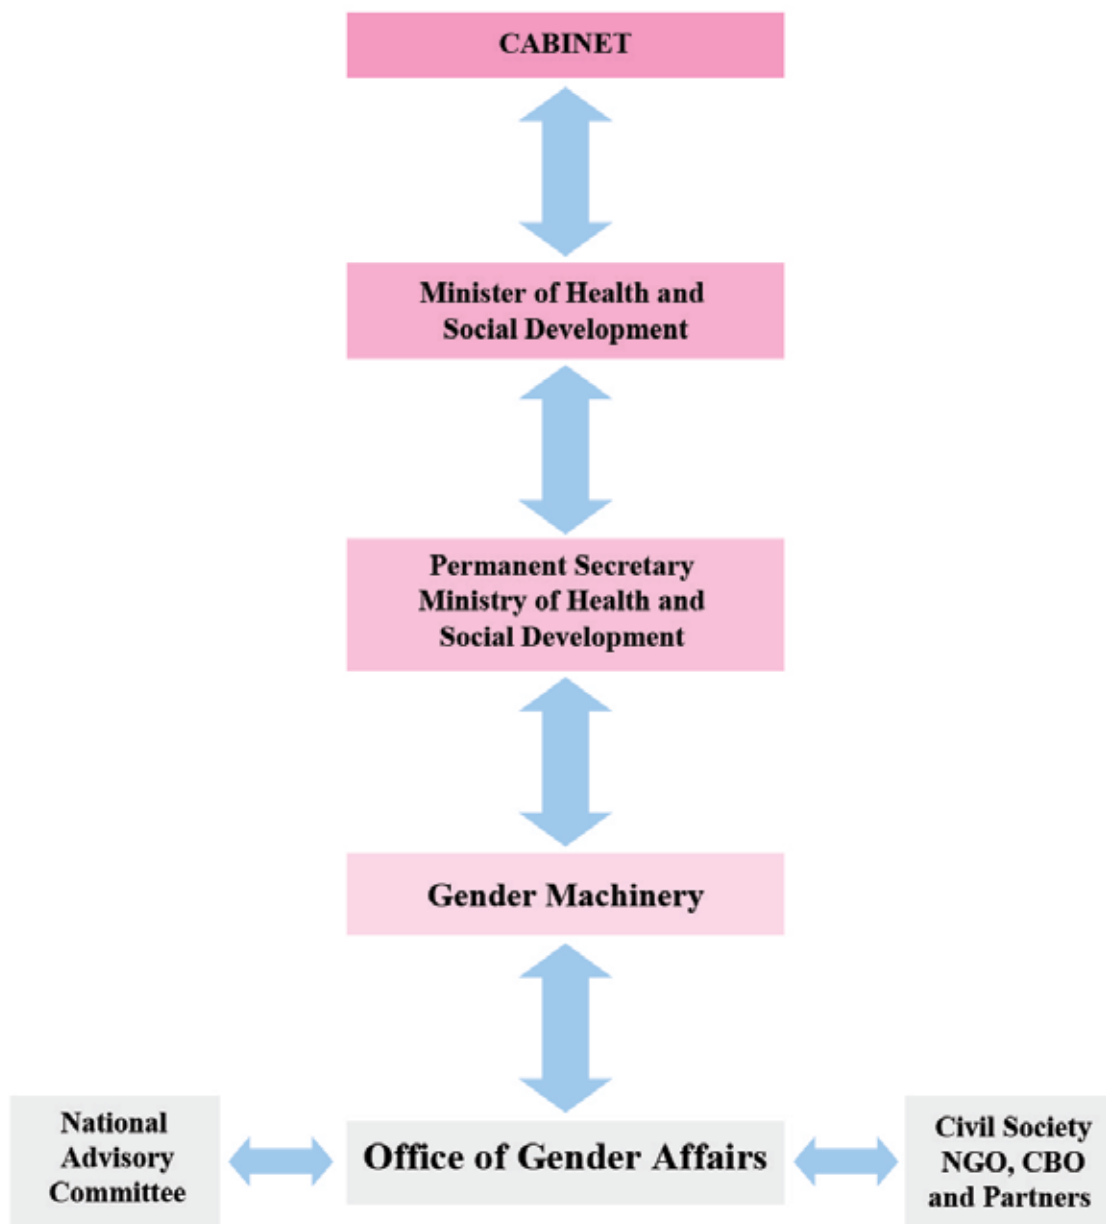 CABINET
Minister of Health and
Social Development
Permanent Secretary
Ministry of Health and
Social Development
Gender Machinery
National
Advisory
Committee
Office of Gender Affairs
Civil Society
NGO, CBO
and Partners